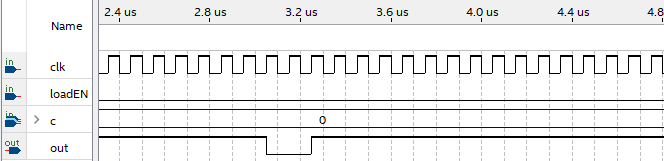 Name
2.4 us 2.8 us 3.2 us 3.6 us 4.0 us 4.4 us 4.8
in clk
in loadEN
> c 0
out out